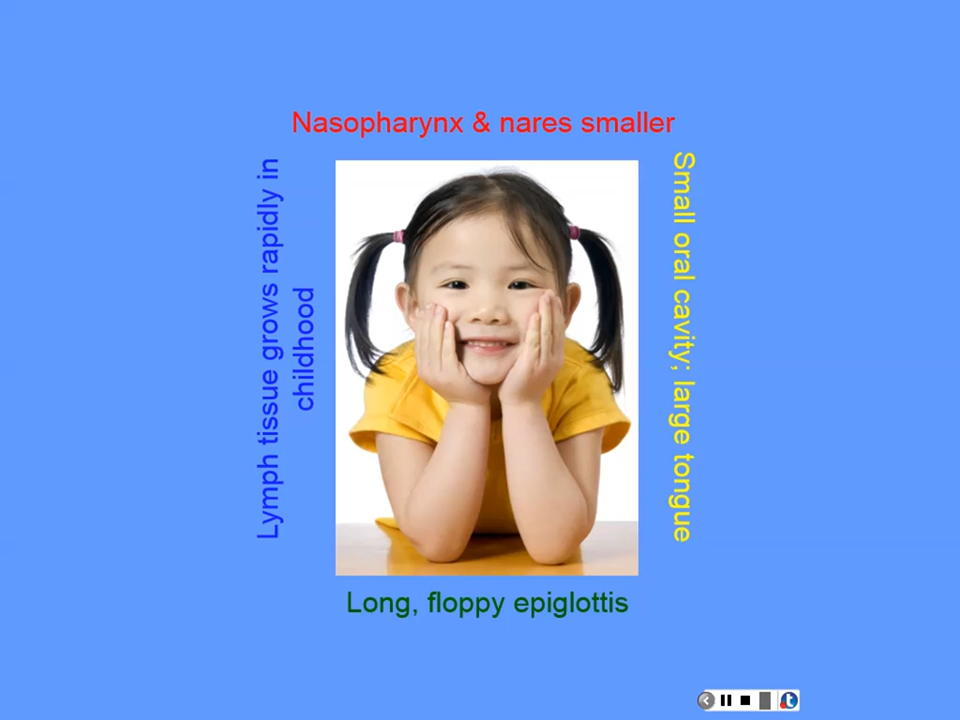 Nasopharynx & nares smaller
Lymph tissue grows rapidly in
childhood
Small oral cavity; large tongue
Long, floppy epiglottis